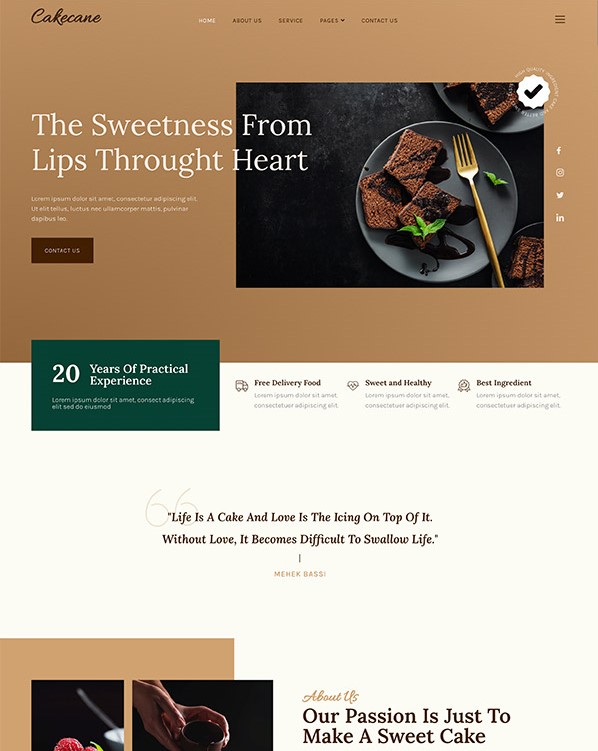 Cakecane
HOME ABOUT US SERVICE PAGES CONTACT US
The Sweetness From
Lips Throught Heart
Lorem ipsum dolor sit amet, consectetur adipiscing elit.
Ut elit tellus, luctus nec ullamcorper mattis, pulvinar
dapibus leo.
CONTACT US
20 Years Of Practical
Experience
Lorem ipsum dolor sit amet, consect adipiscing
elit sed do eiusmod
Free Delivery Food
Lorem ipsum dolor sit amet,
consectetuer adipiscing elit.
Sweet and Healthy
Lorem ipsum dolor sit amet,
consectetuer adipiscing elit.
Best Ingredient
Lorem ipsum dolor sit amet,
consectetuer adipiscing elit.
"Life Is A Cake And Love Is The Icing On Top Of It.
Without Love, It Becomes Difficult To Swallow Life."
MEHEK BASSI
About Us
Our Passion Is Just To
Make A Sweet Cake